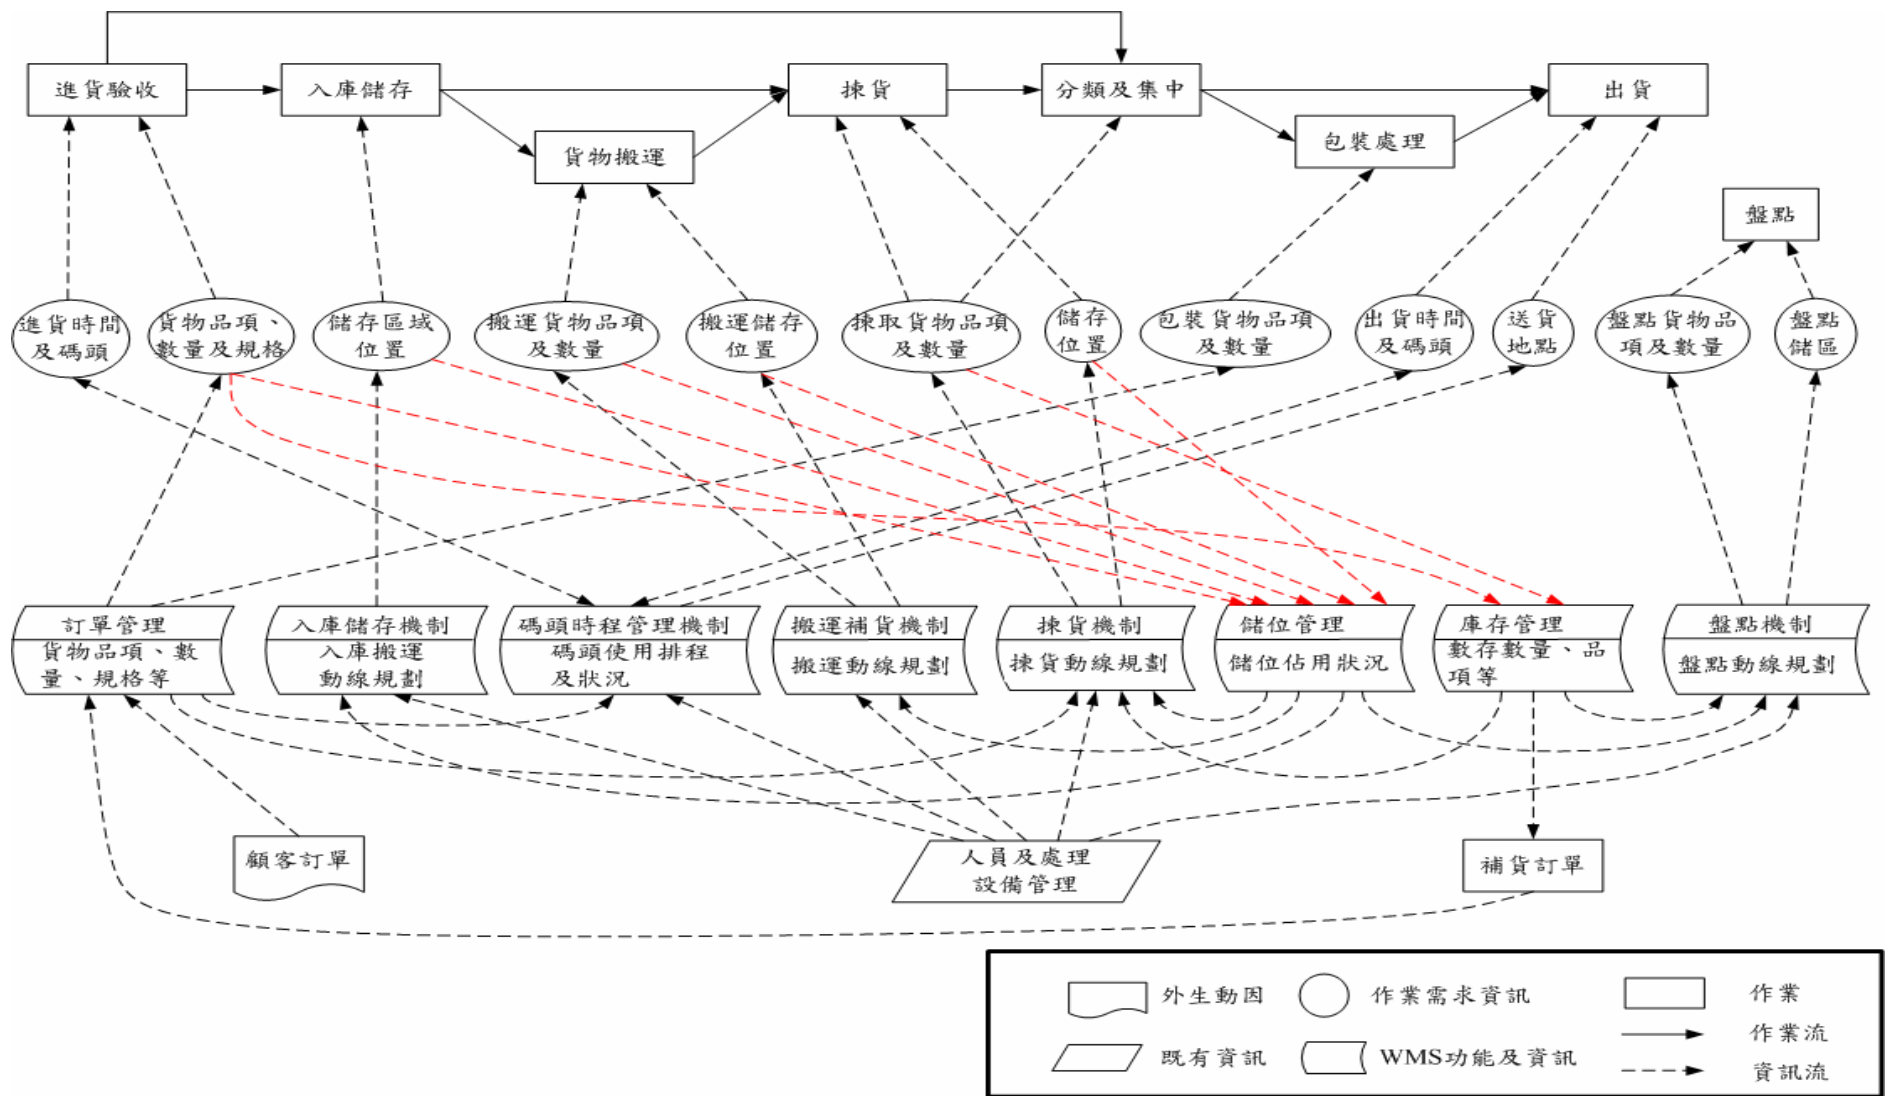 進貨驗收
入庫儲存
揀貨
分類及集中
出貨
貨物搬運
包裝處理
盤點
進貨時間
及碼頭
貨物品項、
數量及規格
儲存區域
位置
搬運貨物品項
及數量
搬運儲存
位置
揀取貨物品項
及數量
儲存
位置
包裝貨物品項
及數量
出貨時間
及碼頭
送貨
地點
盤點貨物品
項及數量
盤點
儲區
訂單管理
貨物品項、數
量、規格等
入庫儲存機制
入庫搬運
動線規劃
碼頭時程管理機制
碼頭使用排程
及狀況
搬運補貨機制
搬運動線規劃
揀貨機制
揀貨動線規劃
儲位管理
儲位佔用狀況
庫存管理
數存數量、品
項等
盤點機制
盤點動線規劃
顧客訂單
人員及處理
設備管理
補貨訂單
外生動因
作業需求資訊
作業
作業流
既有資訊
WMS功能及資訊
資訊流